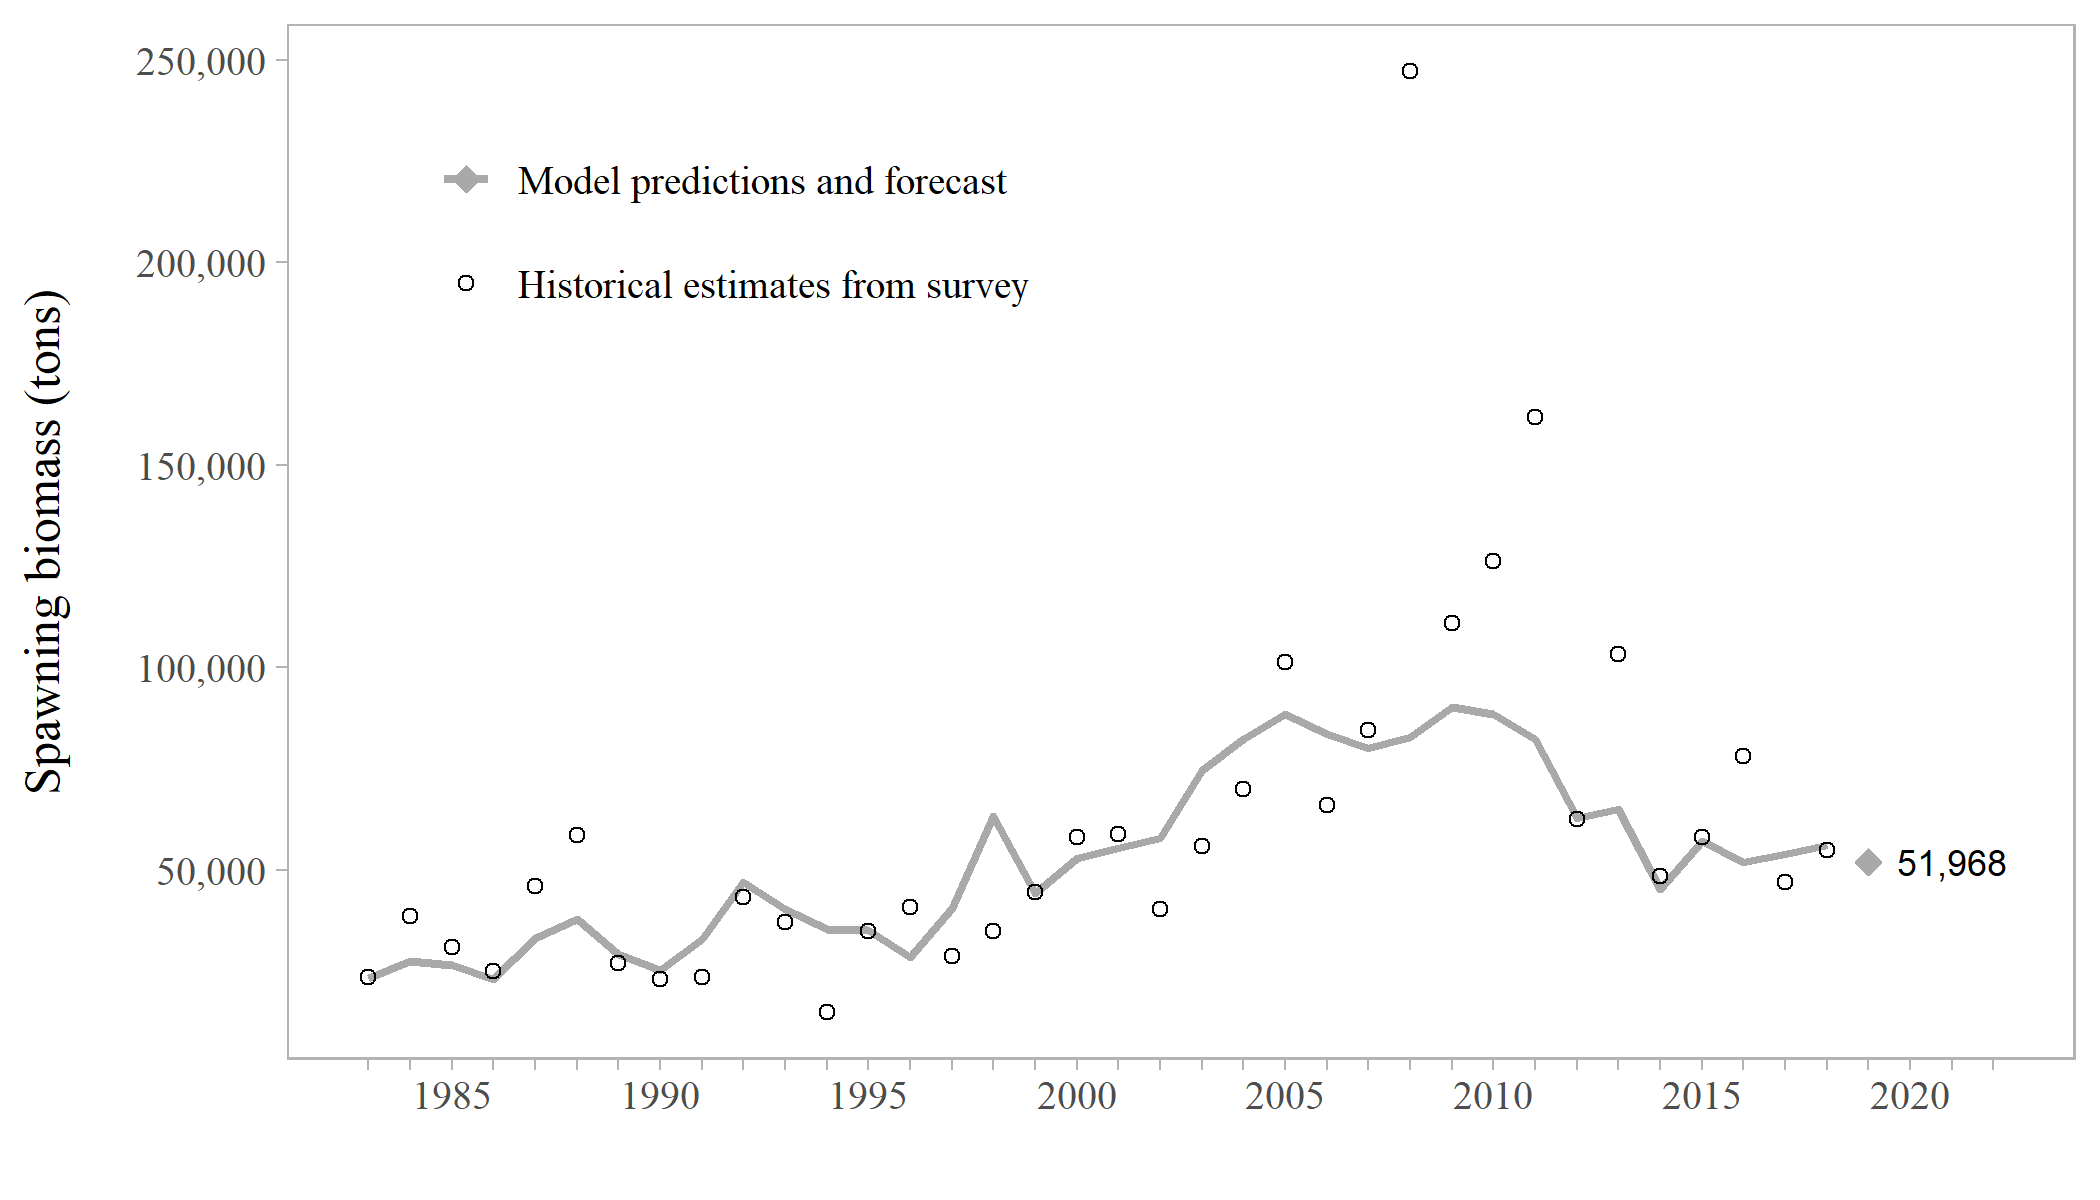 250,000
Model predictions and forecast
200,000
Historical estimates from survey
Spawning biomass (tons)
150,000
100,000
50,000
51,968
1985 1990 1995 2000 2005 2010 2015 2020